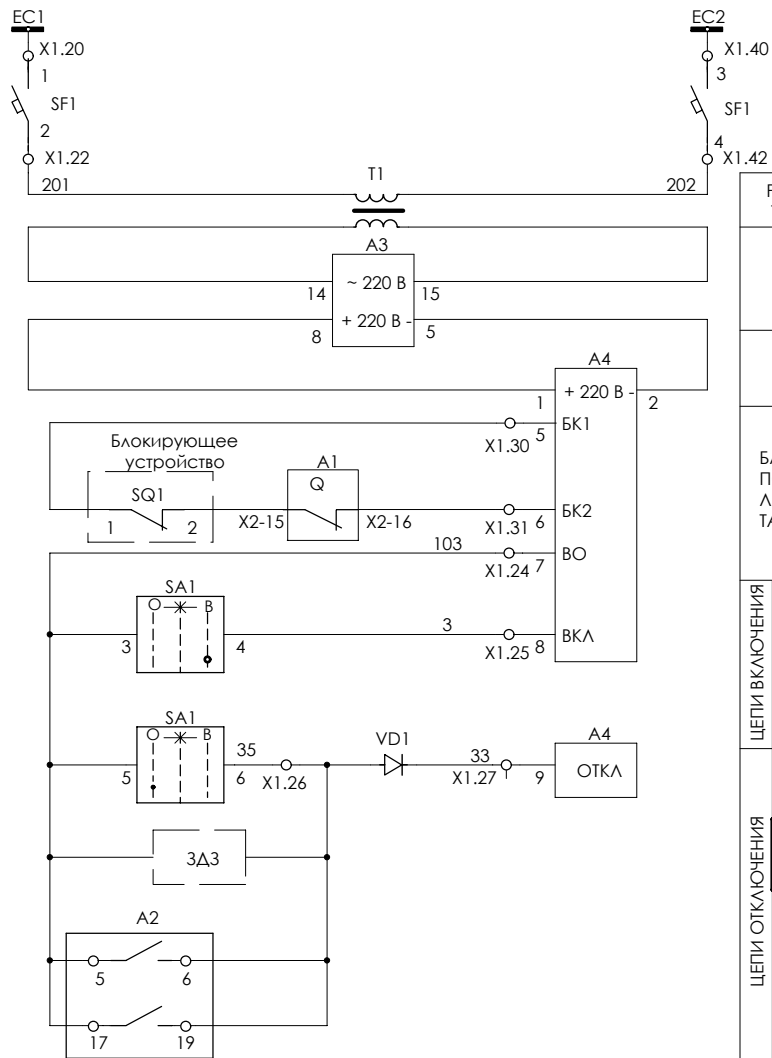 EC1
EC2
X1.20
X1.40
1
3
SF1
SF1
2
4
X1.22
X1.42
201
T1
202
A3
14
~ 220 В
15
8
+ 220 В -
5
A4
1
+ 220 В -
2
X1.30
5
БК1
Блокирующее
устройство
SQ1
1
2
A1
Q
X2-15
X2-16
X1.31
6
БК2
103
X1.24
7
ВО
SA1
О
В
3
4
3
X1.25
8
ВКЛ
SA1
О
В
5
6
35
X1.26
VD1
33
X1.27
9
A4
ОТКЛ
ЗДЗ
A2
5
6
17
19
ЦЕПИ ВКЛЮЧЕНИЯ
ЦЕПИ ОТКЛЮЧЕНИЯ